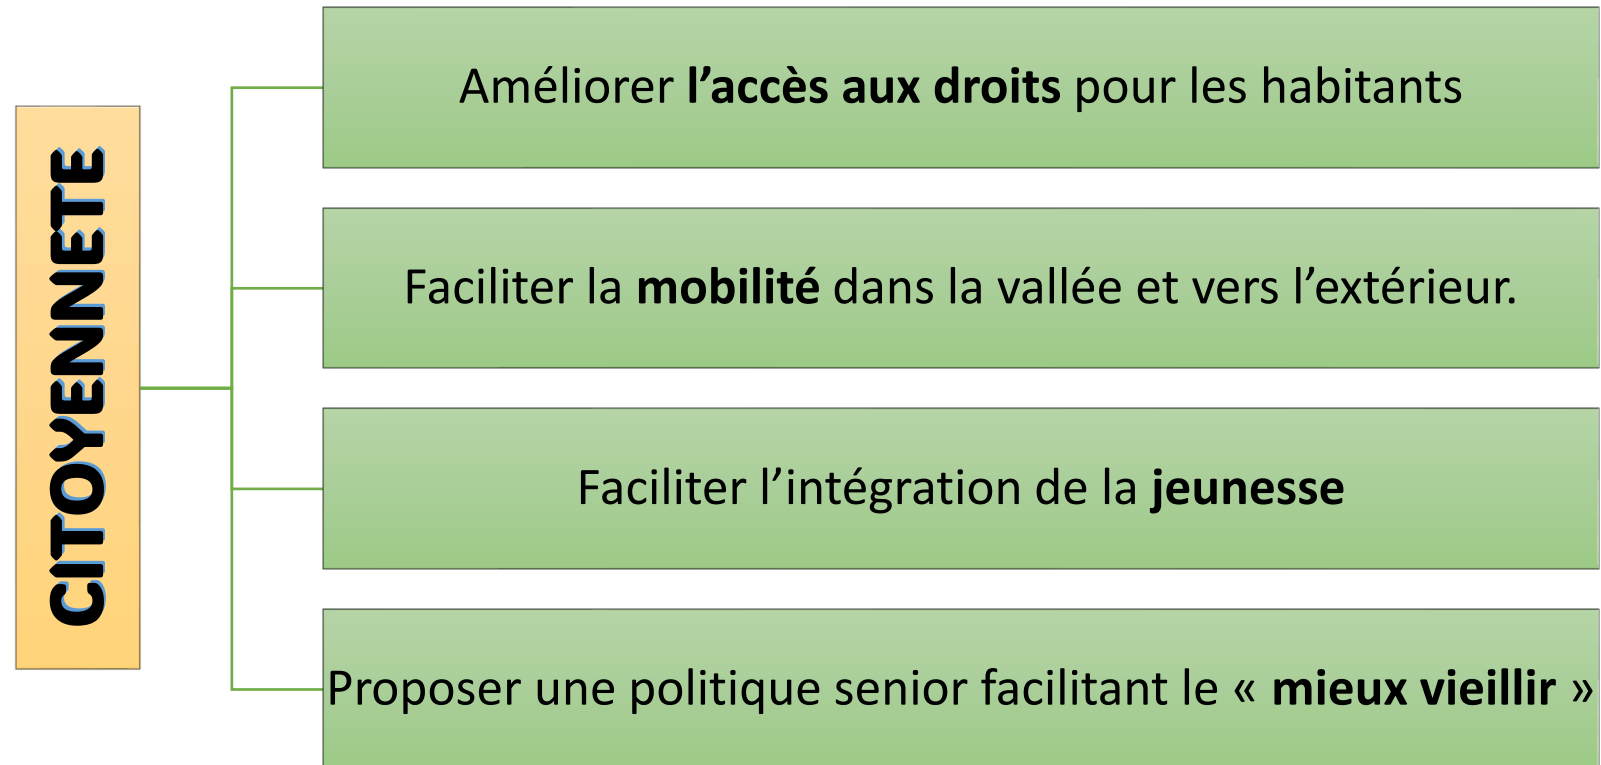 CITOYENNETE
Améliorer l’accès aux droits pour les habitants
Faciliter la mobilité dans la vallée et vers l’extérieur.
Faciliter l’intégration de la jeunesse
Proposer une politique senior facilitant le « mieux vieillir »